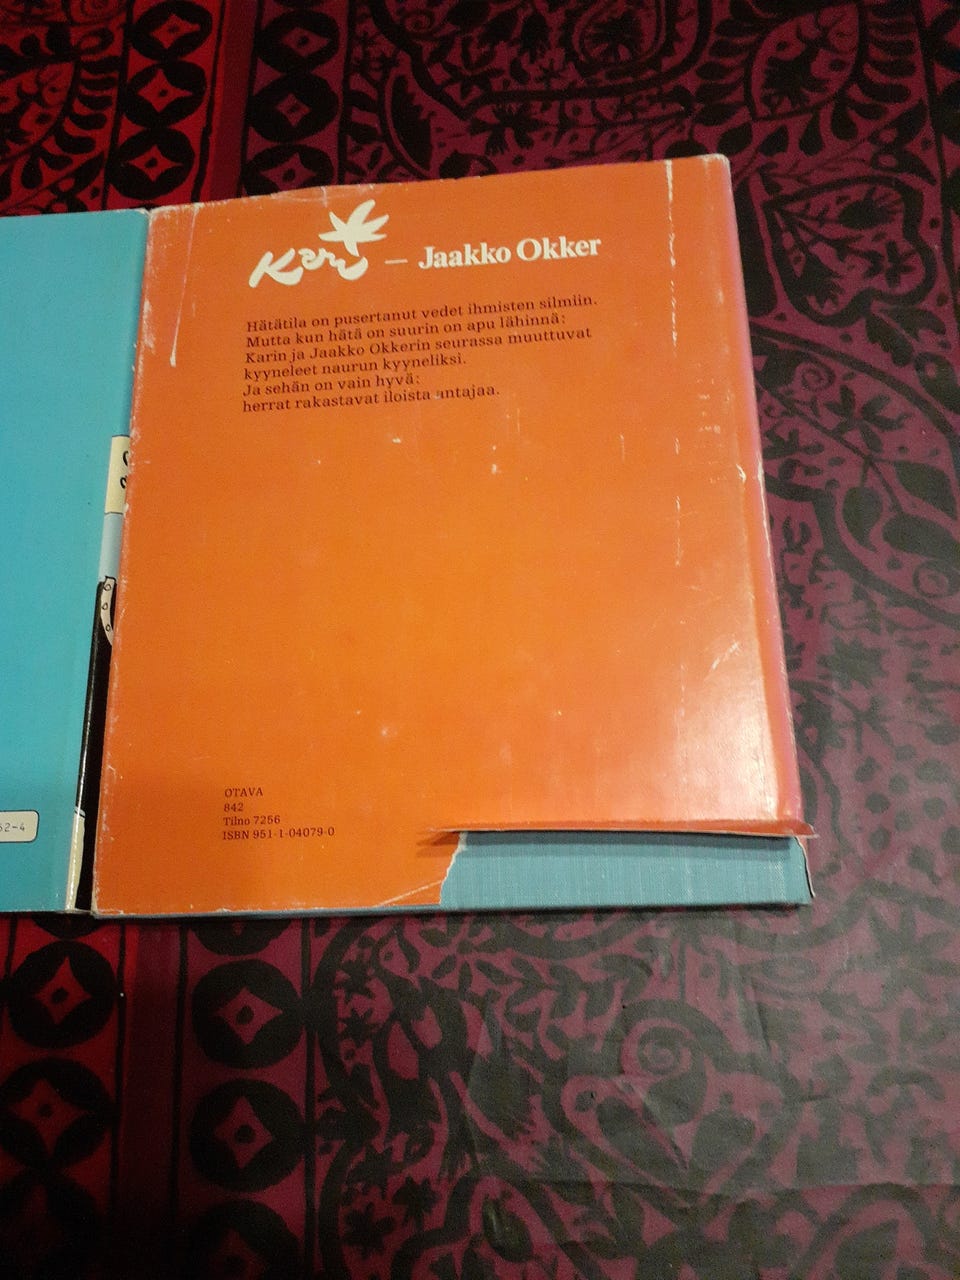 Kari – Jaakko Okker
Hätätila on pusertanut vedet ihmisten silmiin.
Mutta kun hätä on suurin on apu lähinnä:
Karin ja Jaakko Okkerin seurassa muuttuvat
kyyneleet naurun kyyneliksi.
Ja sehän on vain hyvä:
herrat rakastavat iloista antajaa.
OTAVA
842
Tilno 7256
ISBN 951-1-04079-0
62-4